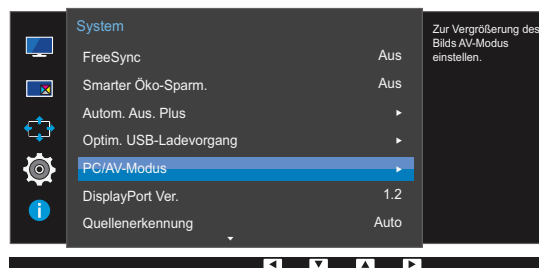 System
FreeSync Aus
Smarter Öko-Sparm. Aus
Autom. Aus. Plus
Optim. USB-Ladevorgang
PC/AV-Modus
DisplayPort Ver. 1.2
Quellenerkennung Auto
Zur Vergrößerung des
Bilds AV-Modus
einstellen.